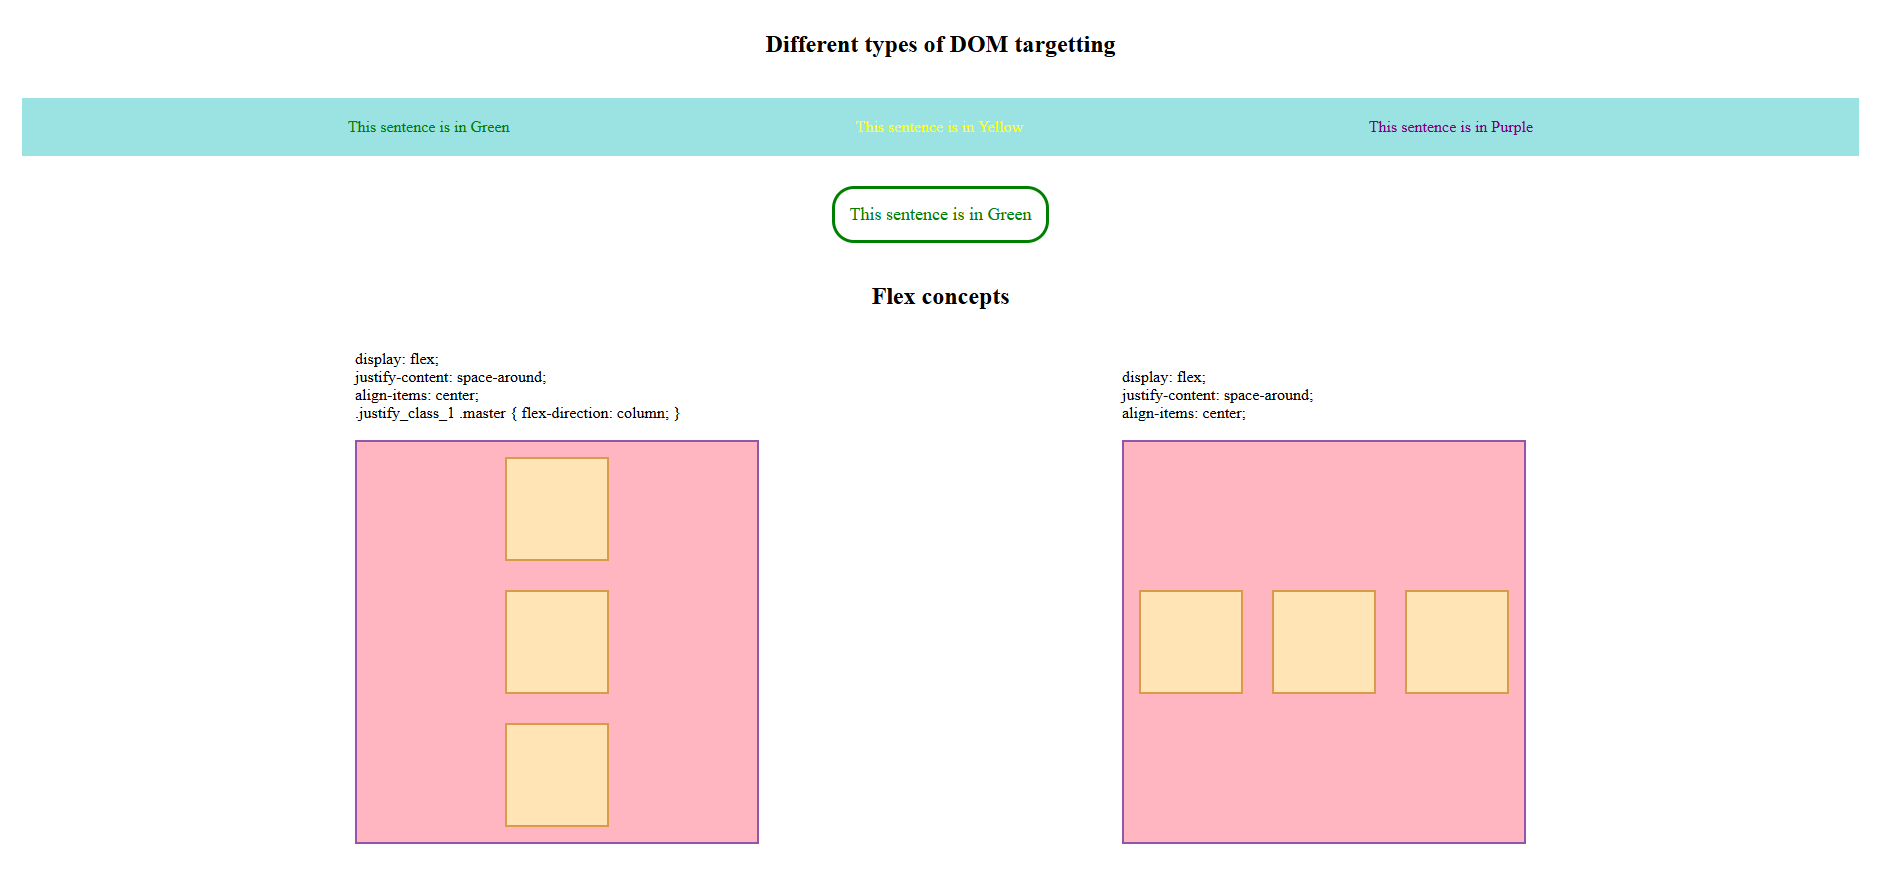 Different types of DOM targetting
This sentence is in Green
This sentence is in Yellow
This sentence is in Purple
This sentence is in Green
Flex concepts
display: flex;
justify-content: space-around;
align-items: center;
.justify_class_1 .master { flex-direction: column; }
display: flex;
justify-content: space-around;
align-items: center;